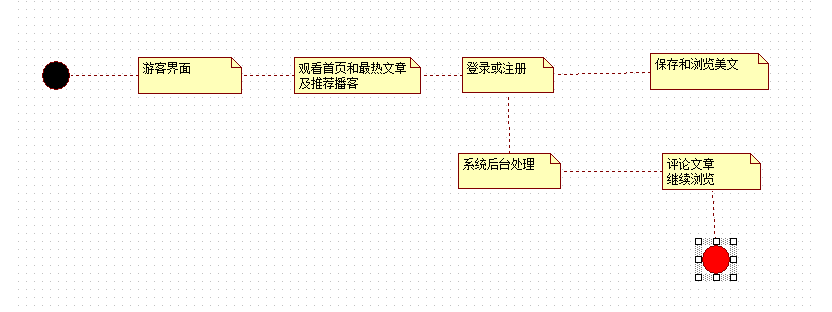 游客界面
观看首页和最热文章
及推荐播客
登录或注册
保存和浏览美文
系统后台处理
评论文章
继续浏览